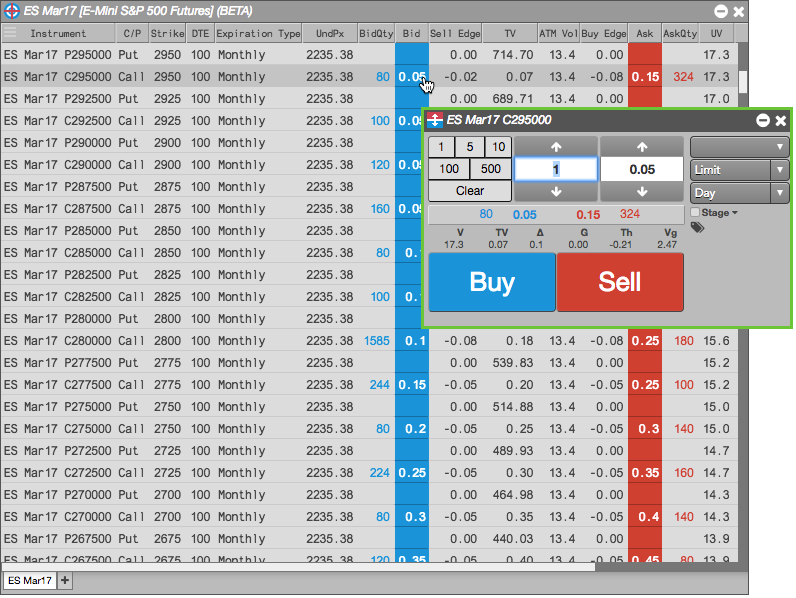 ES Mar17 [E-Mini S&P 500 Futures] (BETA)
Instrument C/P Strike DTE Expiration Type UndPx BidQty Bid Sell Edge TV ATM Vol Buy Edge Ask AskQty UV
ES Mar17 P295000 Put 2950 100 Monthly 2235.38 0.00 714.70 13.4 0.00 17.3
ES Mar17 C295000 Call 2950 100 Monthly 2235.38 80 0.05 -0.02 0.07 13.4 -0.08 0.15 324 17.3
ES Mar17 P292500 Put 2925 100 Monthly 2235.38 0.00 689.71 13.4 0.00 17.0
ES Mar17 C292500 Call 2925 100 Monthly 2235.38 100
ES Mar17 P290000 Put 2900 100 Monthly 2235.38
ES Mar17 C290000 Call 2900 100 Monthly 2235.38 120
ES Mar17 P287500 Put 2875 100 Monthly 2235.38
ES Mar17 C287500 Call 2875 100 Monthly 2235.38 160
ES Mar17 P285000 Put 2850 100 Monthly 2235.38
ES Mar17 C285000 Call 2850 100 Monthly 2235.38 80
ES Mar17 P282500 Put 2825 100 Monthly 2235.38
ES Mar17 C282500 Call 2825 100 Monthly 2235.38 100
ES Mar17 P280000 Put 2800 100 Monthly 2235.38
ES Mar17 C280000 Call 2800 100 Monthly 2235.38 1585 0.1 -0.08 0.18 13.4 -0.08 0.25 180 15.6
ES Mar17 P277500 Put 2775 100 Monthly 2235.38 0.00 539.83 13.4 0.00 15.2
ES Mar17 C277500 Call 2775 100 Monthly 2235.38 244 0.15 -0.05 0.20 13.4 -0.05 0.25 100 15.2
ES Mar17 P275000 Put 2750 100 Monthly 2235.38 0.00 514.88 13.4 0.00 15.0
ES Mar17 C275000 Call 2750 100 Monthly 2235.38 80 0.2 -0.05 0.25 13.4 -0.05 0.3 140 15.0
ES Mar17 P272500 Put 2725 100 Monthly 2235.38 0.00 489.93 13.4 0.00 14.7
ES Mar17 C272500 Call 2725 100 Monthly 2235.38 224 0.25 -0.05 0.30 13.4 -0.05 0.35 160 14.7
ES Mar17 P270000 Put 2700 100 Monthly 2235.38 0.00 464.98 13.4 0.00 14.3
ES Mar17 C270000 Call 2700 100 Monthly 2235.38 80 0.3 -0.05 0.35 13.4 -0.05 0.4 140 14.3
ES Mar17 P267500 Put 2675 100 Monthly 2235.38 0.00 440.03 13.4 0.00 13.9
ES Mar17 C267500 Call 2675 100 Monthly 2235.38 120 0.35 -0.05 0.40 13.4 -0.05 0.45 80 13.9
ES Mar17 +
ES Mar17 C295000
1 5 10
100 500 1 0.05 Limit
Clear Day
80 0.05 0.15 324 Stage
V TV Δ G Th Vg
17.3 0.07 0.1 0.00 -0.21 2.47
Buy Sell